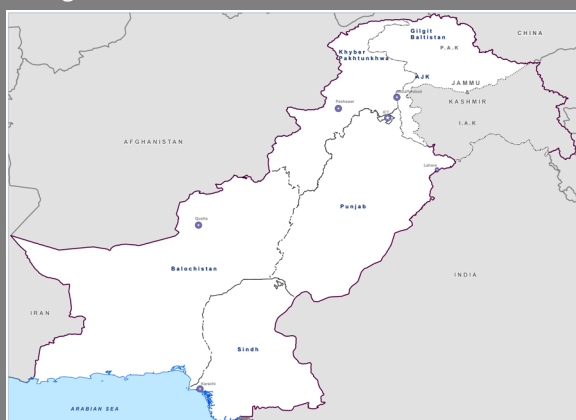 Gilgit
Baltistan
CHINA
P.A.K
Khyber
Pakhtunkhwa
AJK
JAMMU
&
KASHMIR
I.A.K
Peshawar
AFGHANISTAN
Lahore
Punjab
Quetta
Balochistan
INDIA
IRAN
Sindh
Karachi
ARABIAN SEA